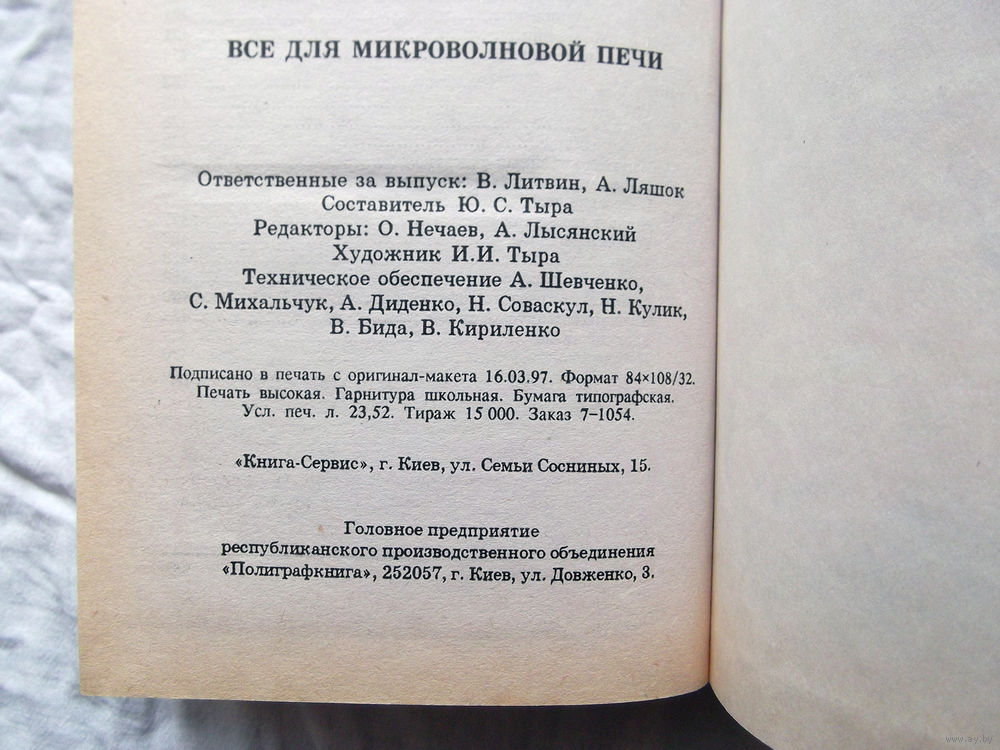 ВСЕ ДЛЯ МИКРОВОЛНОВОЙ ПЕЧИ
Ответственные за выпуск: В. Литвин, А. Ляшок
Составитель Ю. С. Тыра
Редакторы: О. Нечаев, А. Лысянский
Художник И.И. Тыра
Техническое обеспечение А. Шевченко,
С. Михальчук, А. Диденко, Н. Соваскул, Н. Кулик,
В. Бида, В. Кириленко
Подписано в печать с оригинал-макета 16.03.97. Формат 84×108/32.
Печать высокая. Гарнитура школьная. Бумага типографская.
Усл. печ. л. 23,52. Тираж 15 000. Заказ 7–1054.
«Книга-Сервис», г. Киев, ул. Семьи Сосниных, 15.
Головное предприятие
республиканского производственного объединения
«Полиграфкнига», 252057, г. Киев, ул. Довженко, 3.
www.ay.by